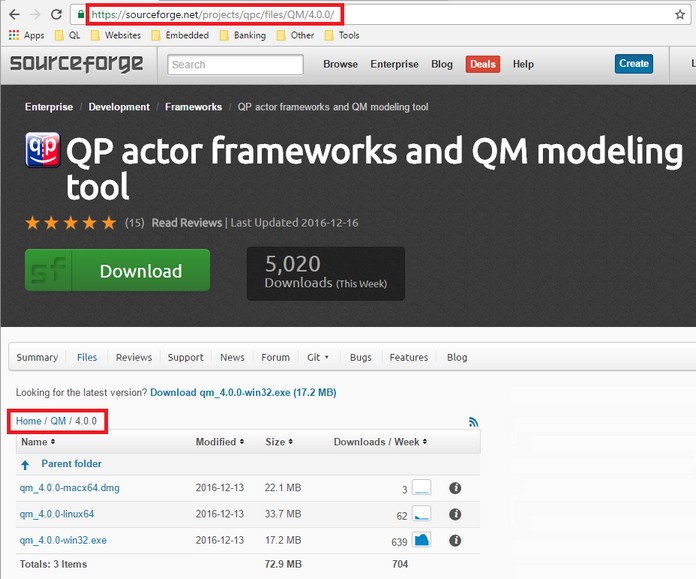 https://sourceforge.net/projects/qpc/files/QM/4.0.0/
Apps QL Websites Embedded Banking Other Tools
sourceforge Search Browse Enterprise Blog Deals Help Create
Enterprise / Development / Frameworks / QP actor frameworks and QM modeling tool
qp QP actor frameworks and QM modeling
tool
(15) Read Reviews | Last Updated 2016-12-16
sf Download
5,020
Downloads (This Week)
Summary Files Reviews Support News Forum Git Bugs Features Blog
Looking for the latest version? Download qm_4.0.0-win32.exe (17.2 MB)
Home / QM / 4.0.0
Name Modified Size Downloads / Week
Parent folder
qm_4.0.0-macx64.dmg 2016-12-13 22.1 MB 3
qm_4.0.0-linux64 2016-12-13 33.7 MB 62
qm_4.0.0-win32.exe 2016-12-13 17.2 MB 639
Totals: 3 Items 72.9 MB 704